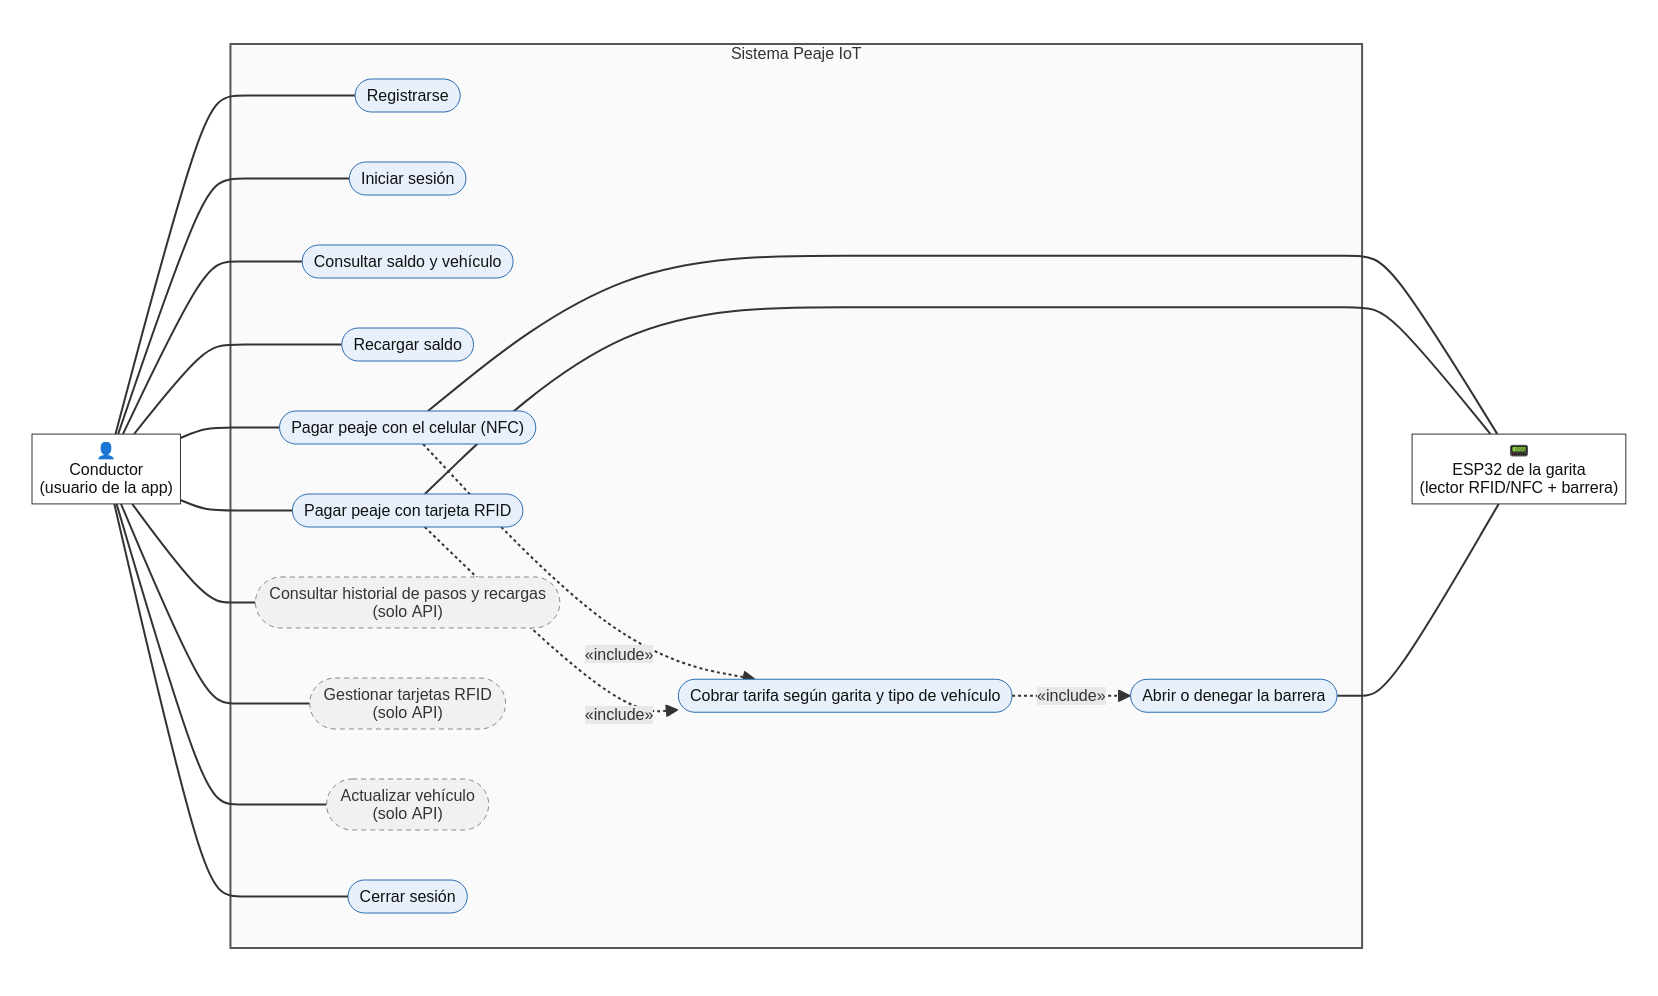 Sistema Peaje IoT
Registrarse
Iniciar sesión
Consultar saldo y vehículo
Recargar saldo
Pagar peaje con el celular (NFC)
Conductor
(usuario de la app)
ESP32 de la garita
(lector RFID/NFC + barrera)
Pagar peaje con tarjeta RFID
Consultar historial de pasos y recargas
(solo API)
«include»
Gestionar tarjetas RFID
(solo API)
«include»
Cobrar tarifa según garita y tipo de vehículo
«include»
Abrir o denegar la barrera
Actualizar vehículo
(solo API)
Cerrar sesión